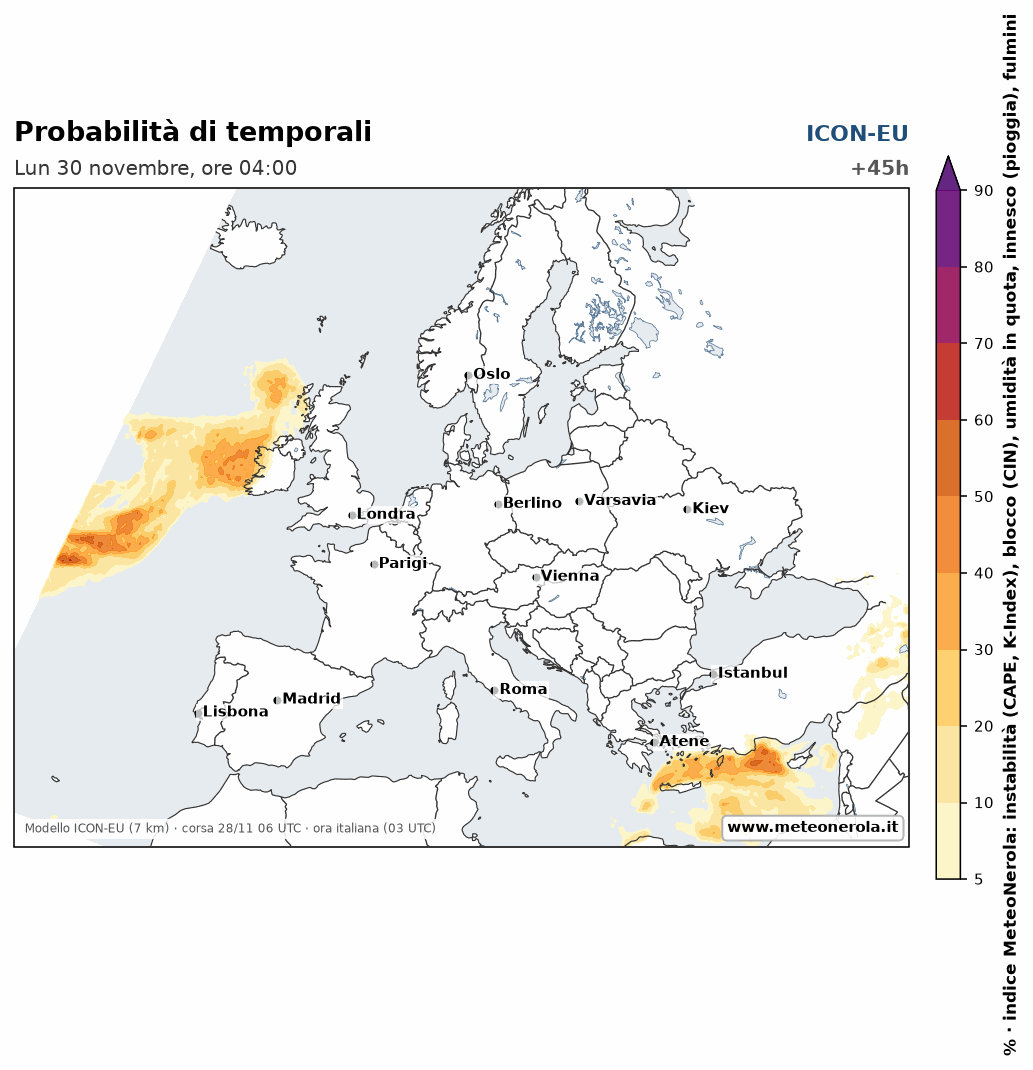 Probabilità di temporali
ICON-EU
Lun 30 novembre, ore 04:00
+45h
Oslo
Londra
Berlino
Varsavia
Kiev
Parigi
Vienna
Istanbul
Roma
Madrid
Lisbona
Atene
Modello ICON-EU (7 km) · corsa 28/11 06 UTC · ora italiana (03 UTC)
www.meteonerola.it
90
80
70
60
50
40
30
20
10
5
% · indice MeteoNerola: instabilità (CAPE, K-Index), blocco (CIN), umidità in quota, innesco (pioggia), fulmini